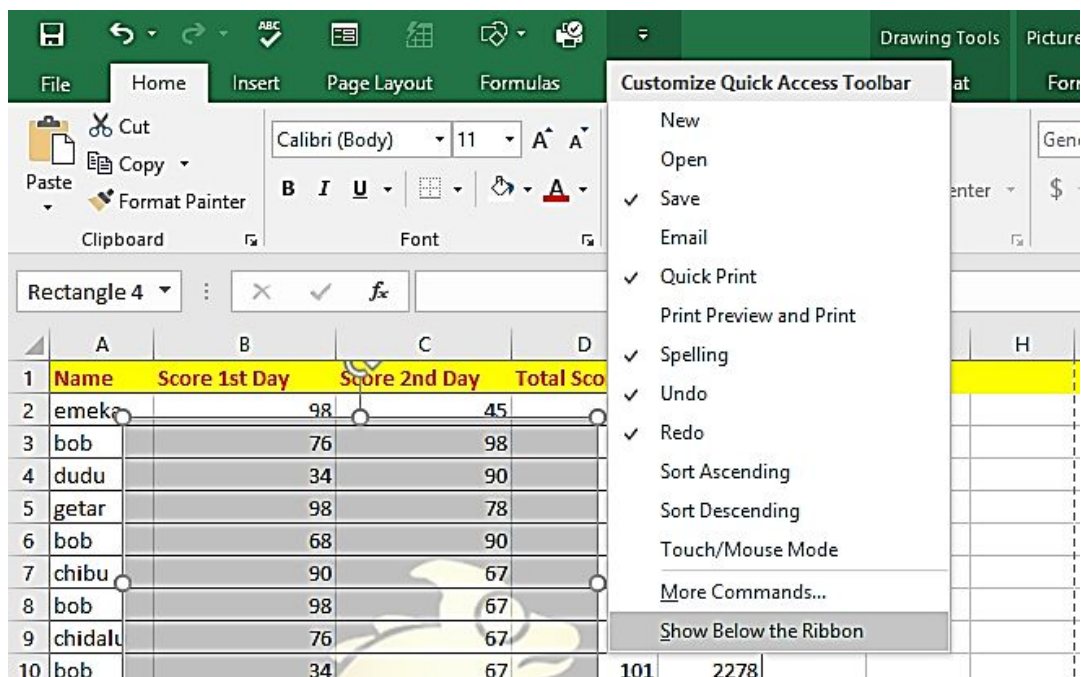 ABC
Drawing Tools Picture
File Home Insert Page Layout Formulas at For
Customize Quick Access Toolbar
New
Open
Save
Email
Quick Print
Print Preview and Print
Spelling
Undo
Redo
Sort Ascending
Sort Descending
Touch/Mouse Mode
More Commands...
Show Below the Ribbon
Paste
Cut
Copy
Format Painter
Clipboard
Calibri (Body) 11 A A
B I U A
Font
enter
Gene
$
Rectangle 4 fx
A B C D H
1 Name Score 1st Day Score 2nd Day Total Sco
2 emeka 98 45
3 bob 76 98
4 dudu 34 90
5 getar 98 78
6 bob 68 90
7 chibu 90 67
8 bob 98 67
9 chidalu 76 67
10 bob 34 67 101 2278